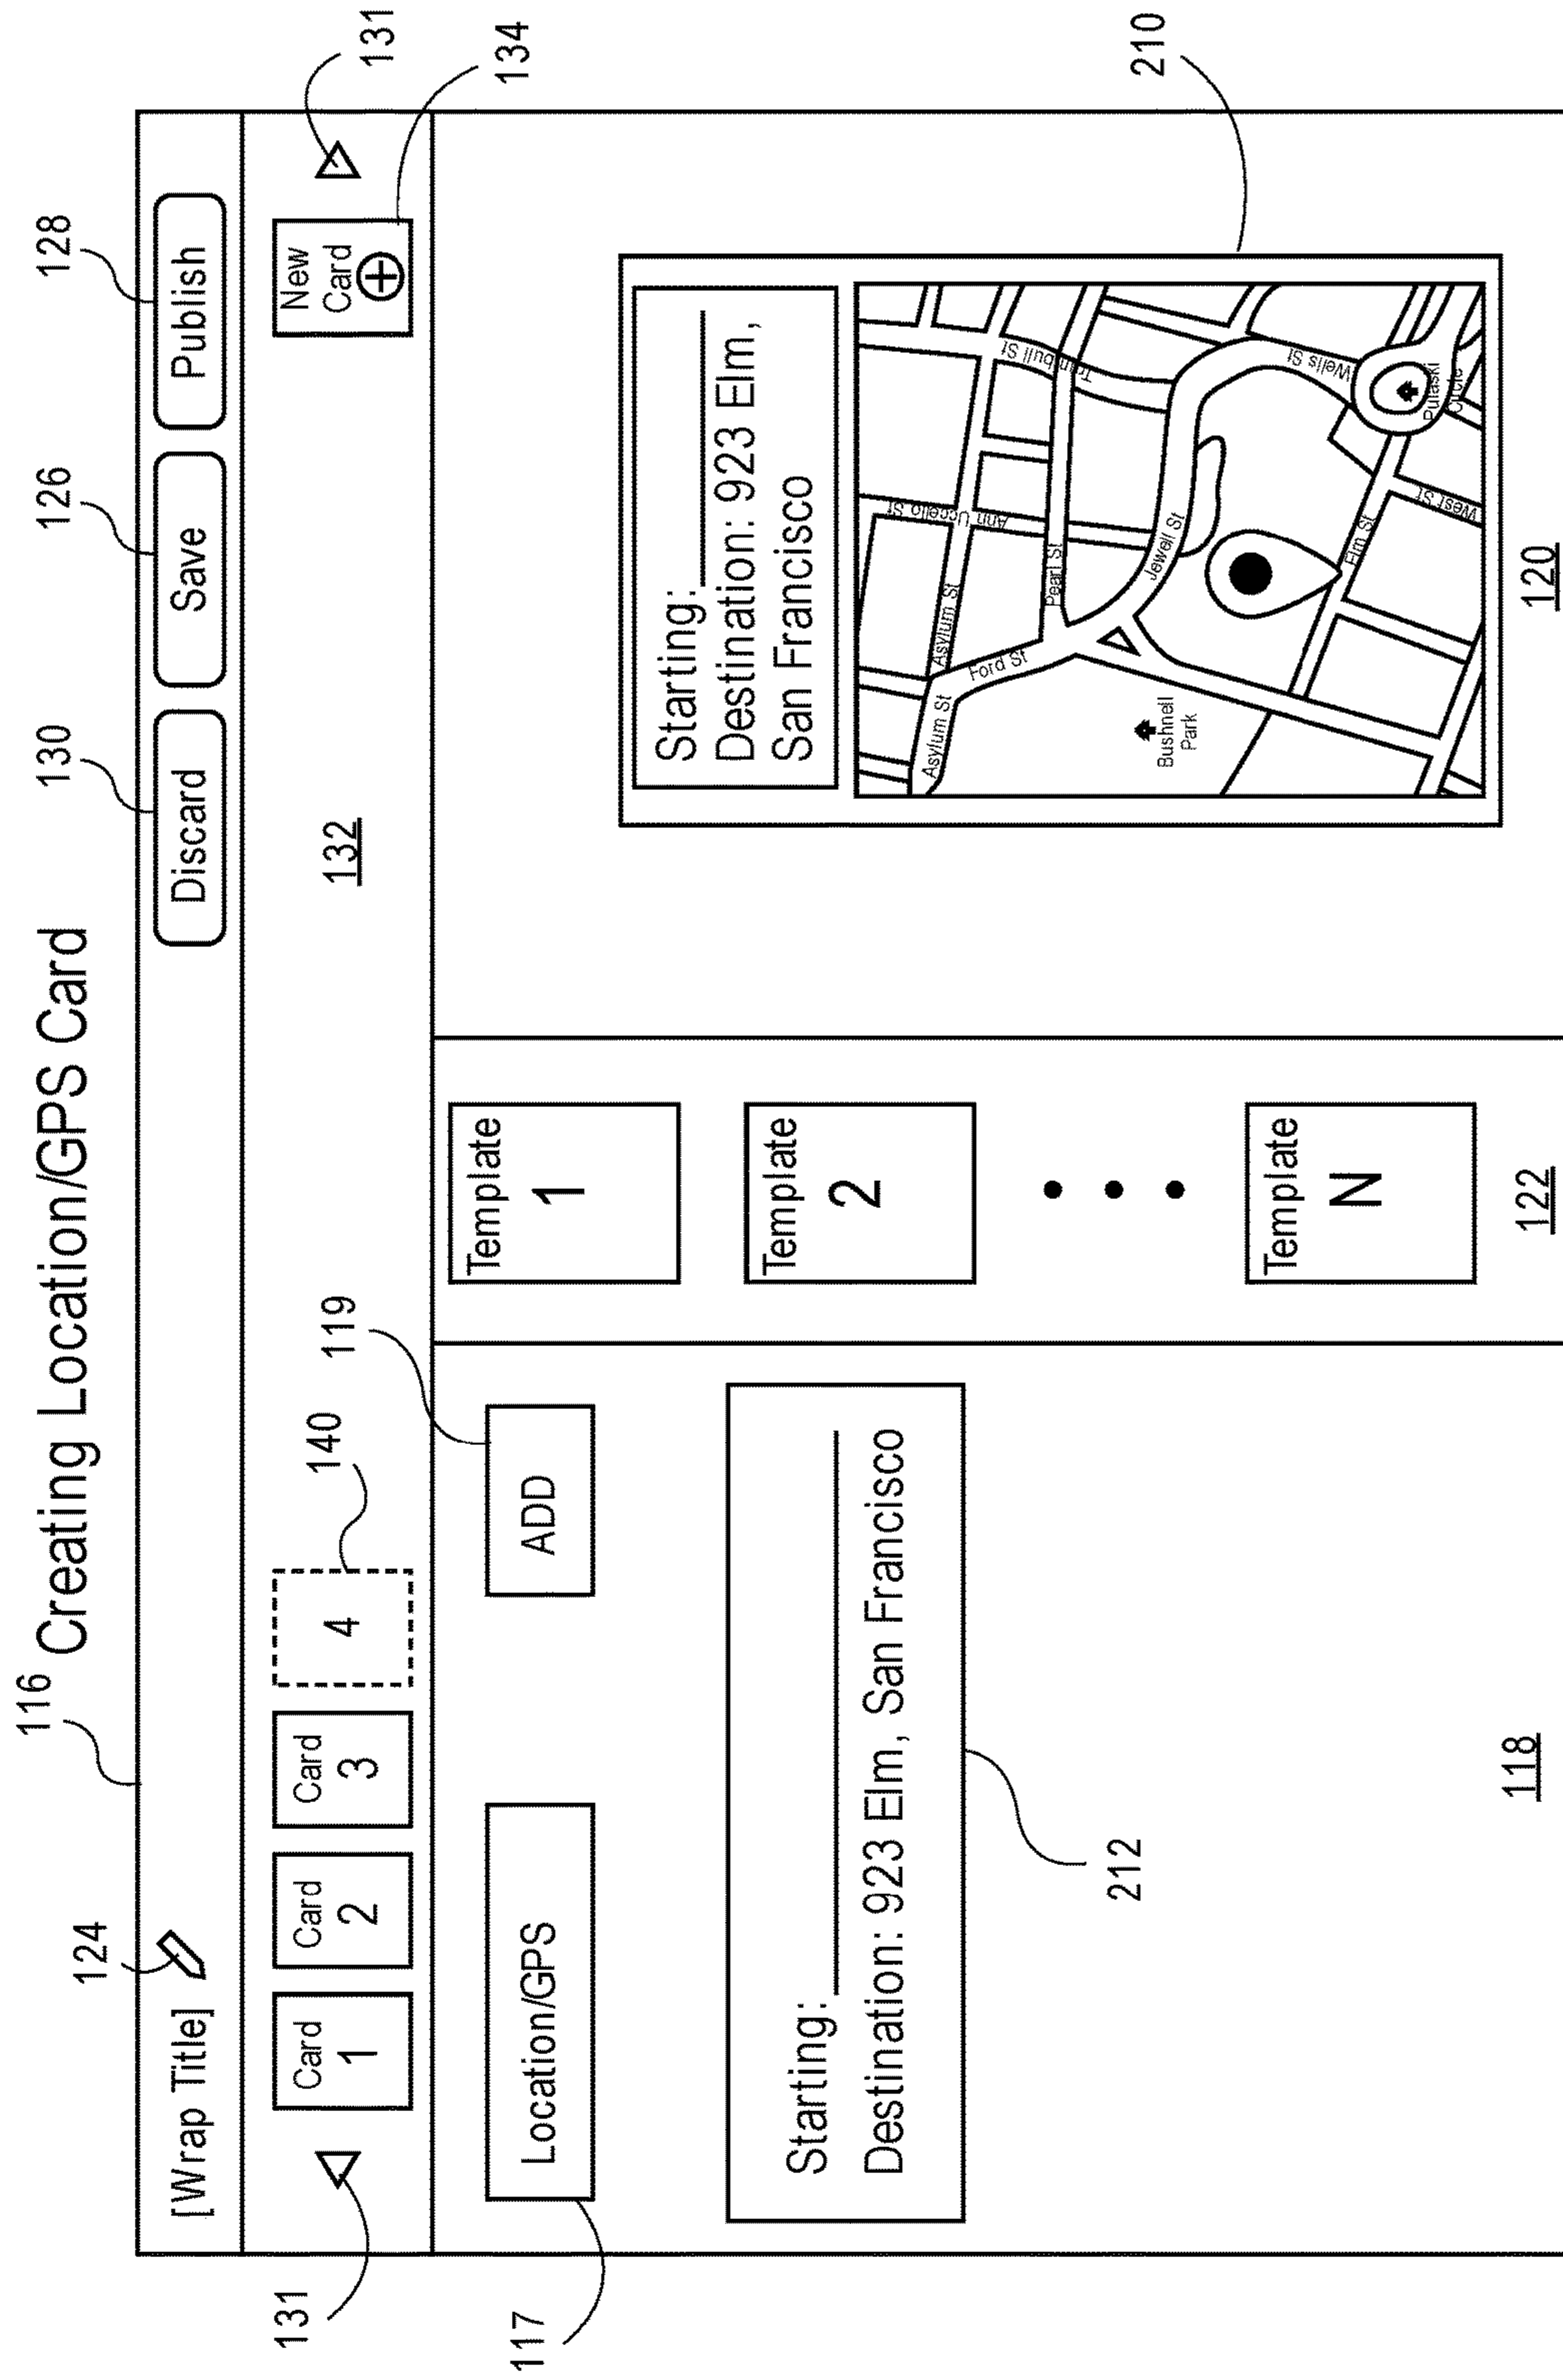 Creating Location/GPS Card
116
124
130
126
128
[Wrap Title]
Discard
Save
Publish
131
131
Card
1
Card
2
Card
3
4
140
132
New
Card
134
119
117
Location/GPS
ADD
Starting:
Destination: 923 Elm, San Francisco
212
118
Template
1
Template
2
Template
N
122
Starting:
Destination: 923 Elm,
San Francisco
210
Asylum St
Asylum St
Ford St
Pearl St
Ann Uccello St
Trumbull St
Jewell St
Wells St
Elm St
West St
Bushnell
Park
Pulaski
Circle
120